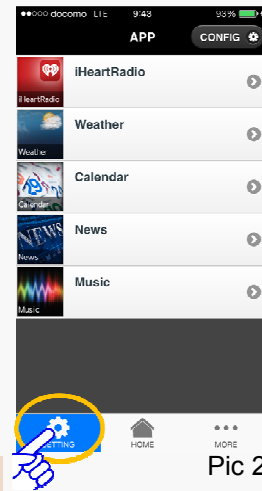 docomo LTE 9:43 93%
APP CONFIG
iHeartRadio
iHeartRadio
Weather
Weather
Calendar
Calendar
News
NEWS
News
Music
Music
SETTING HOME MORE
Pic 2